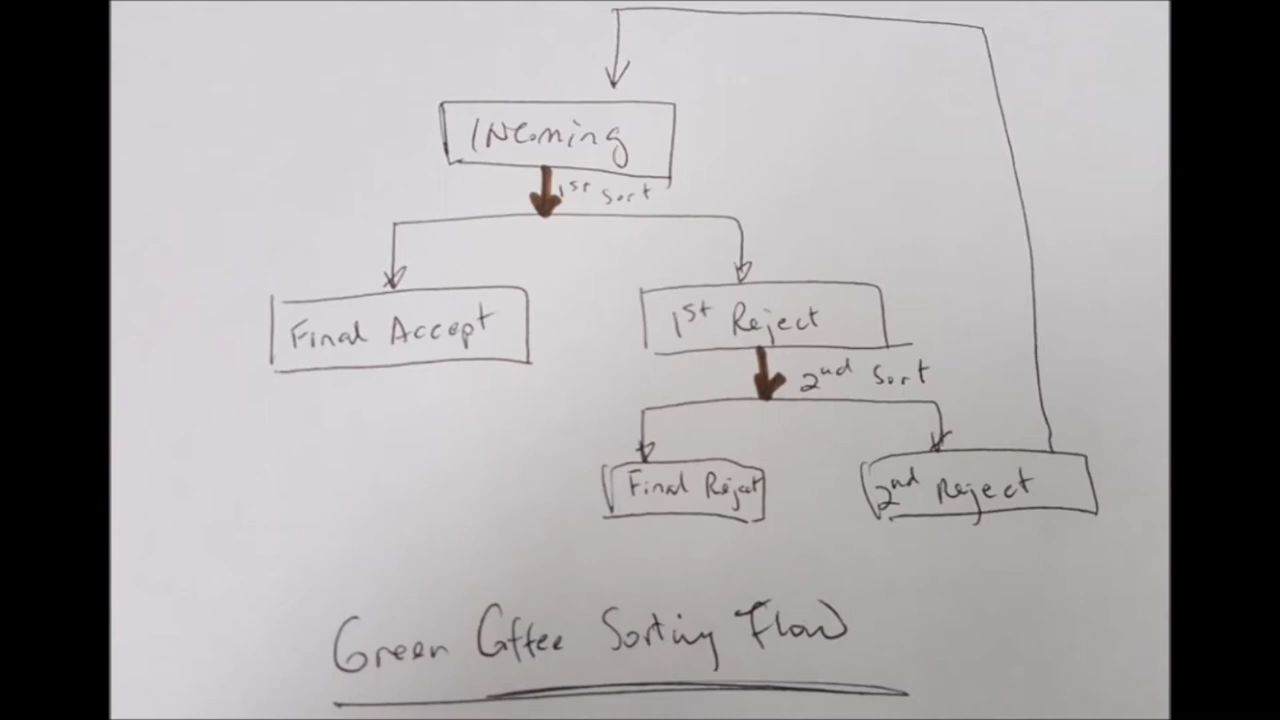 INcoming
1st Sort
Final Accept
1st Reject
2nd Sort
Final Reject
2nd Reject
Green Coffee Sorting Flow